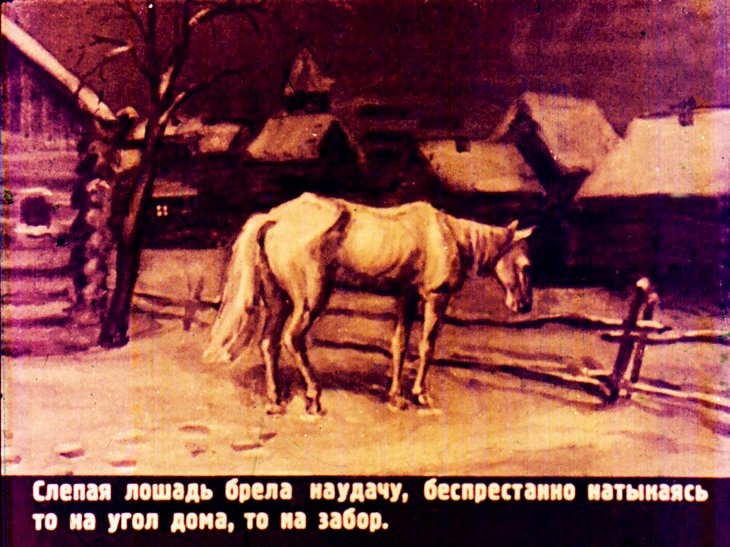 Слепая лошадь брела наудачу, беспрестанно натыкаясь
то на угол дома, то на забор.